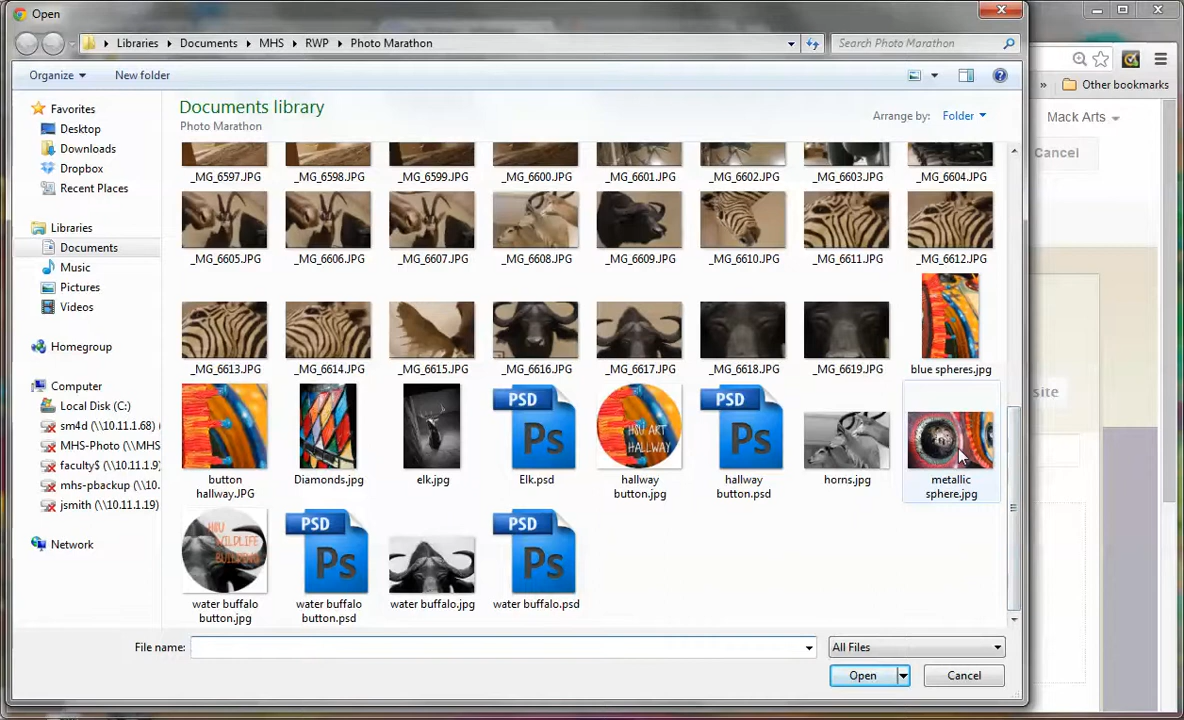 Open
Libraries Documents MHS RWP Photo Marathon
Search Photo Marathon
Organize
New folder
Documents library
Photo Marathon
Arrange by: Folder
Favorites
Desktop
Downloads
Dropbox
Recent Places
Libraries
Documents
Music
Pictures
Videos
Homegroup
Computer
Local Disk (C:)
sm4d (\\10.11.1.68)
MHS-Photo (\\MHS
faculty$ (\\10.11.1.9)
mhs-pbackup (\\10.
jsmith (\\10.11.1.19)
Network
_MG_6597.JPG
_MG_6598.JPG
_MG_6599.JPG
_MG_6600.JPG
_MG_6601.JPG
_MG_6602.JPG
_MG_6603.JPG
_MG_6604.JPG
_MG_6605.JPG
_MG_6606.JPG
_MG_6607.JPG
_MG_6608.JPG
_MG_6609.JPG
_MG_6610.JPG
_MG_6611.JPG
_MG_6612.JPG
_MG_6613.JPG
_MG_6614.JPG
_MG_6615.JPG
_MG_6616.JPG
_MG_6617.JPG
_MG_6618.JPG
_MG_6619.JPG
blue spheres.jpg
button
hallway.JPG
Diamonds.jpg
elk.jpg
PSD
Ps
Elk.psd
HSU ART
HALLWAY
hallway
button.jpg
PSD
Ps
hallway
button.psd
horns.jpg
metallic
sphere.jpg
HSU
WILDLIFE
BUILDING
water buffalo
button.jpg
PSD
Ps
water buffalo
button.psd
water buffalo.jpg
PSD
Ps
water buffalo.psd
File name:
All Files
Open
Cancel
Other bookmarks
Mack Arts
Cancel
site